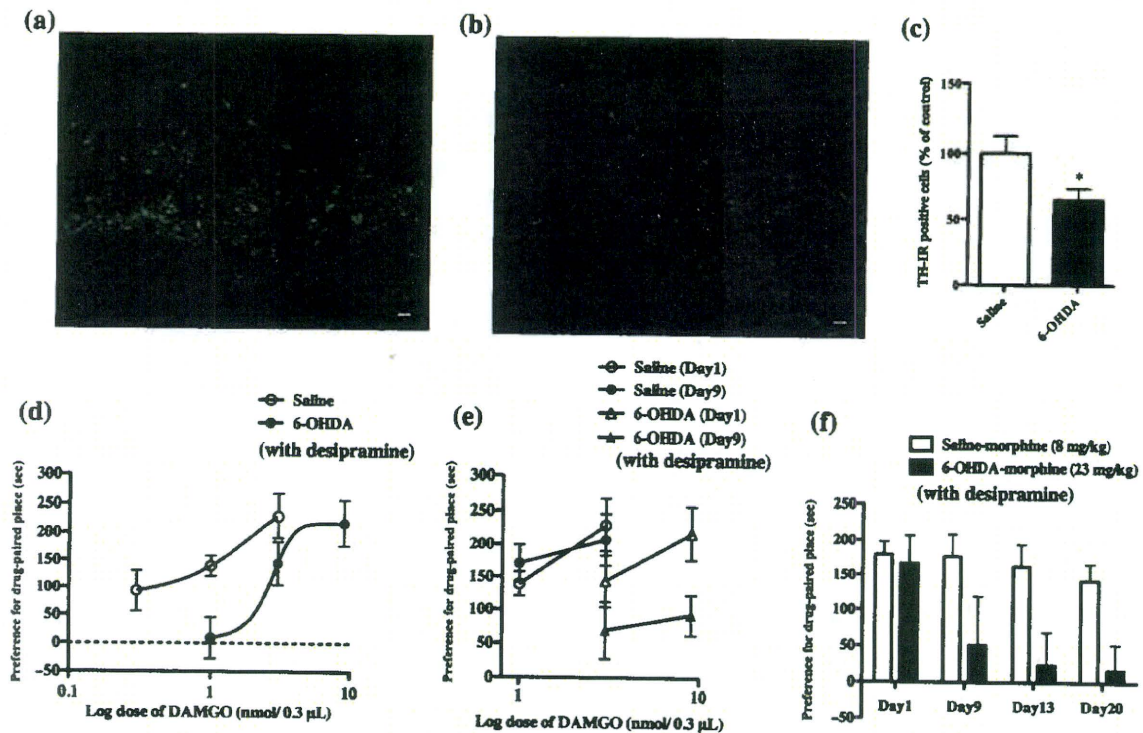 (a)
(b)
(c)
TH-IR positive cells (% of control)
150
100
50
0
*
Saline
6-OHDA
(d)
Saline
6-OHDA
(with desipramine)
Preference for drug-paired place (sec)
300
250
200
150
100
50
0
−50
0.1
1
10
Log dose of DAMGO (nmol/ 0.3 µL)
(e)
Saline (Day1)
Saline (Day9)
6-OHDA (Day1)
6-OHDA (Day9)
(with desipramine)
Preference for drug-paired place (sec)
300
250
200
150
100
50
0
1
10
Log dose of DAMGO (nmol/ 0.3 µL)
(f)
Saline-morphine (8 mg/kg)
6-OHDA-morphine (23 mg/kg)
(with desipramine)
Preference for drug-paired place (sec)
250
200
150
100
50
0
−50
Day1
Day9
Day13
Day20